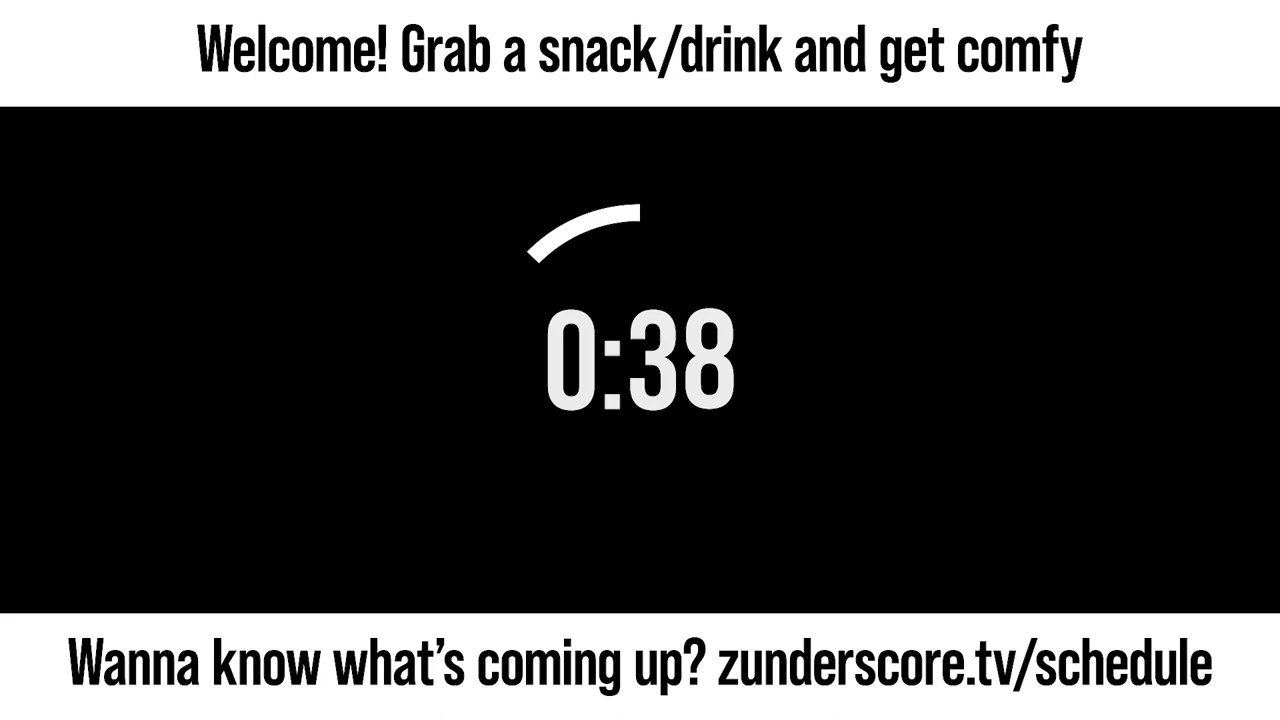 Welcome! Grab a snack/drink and get comfy
0:38
Wanna know what’s coming up? zunderscore.tv/schedule